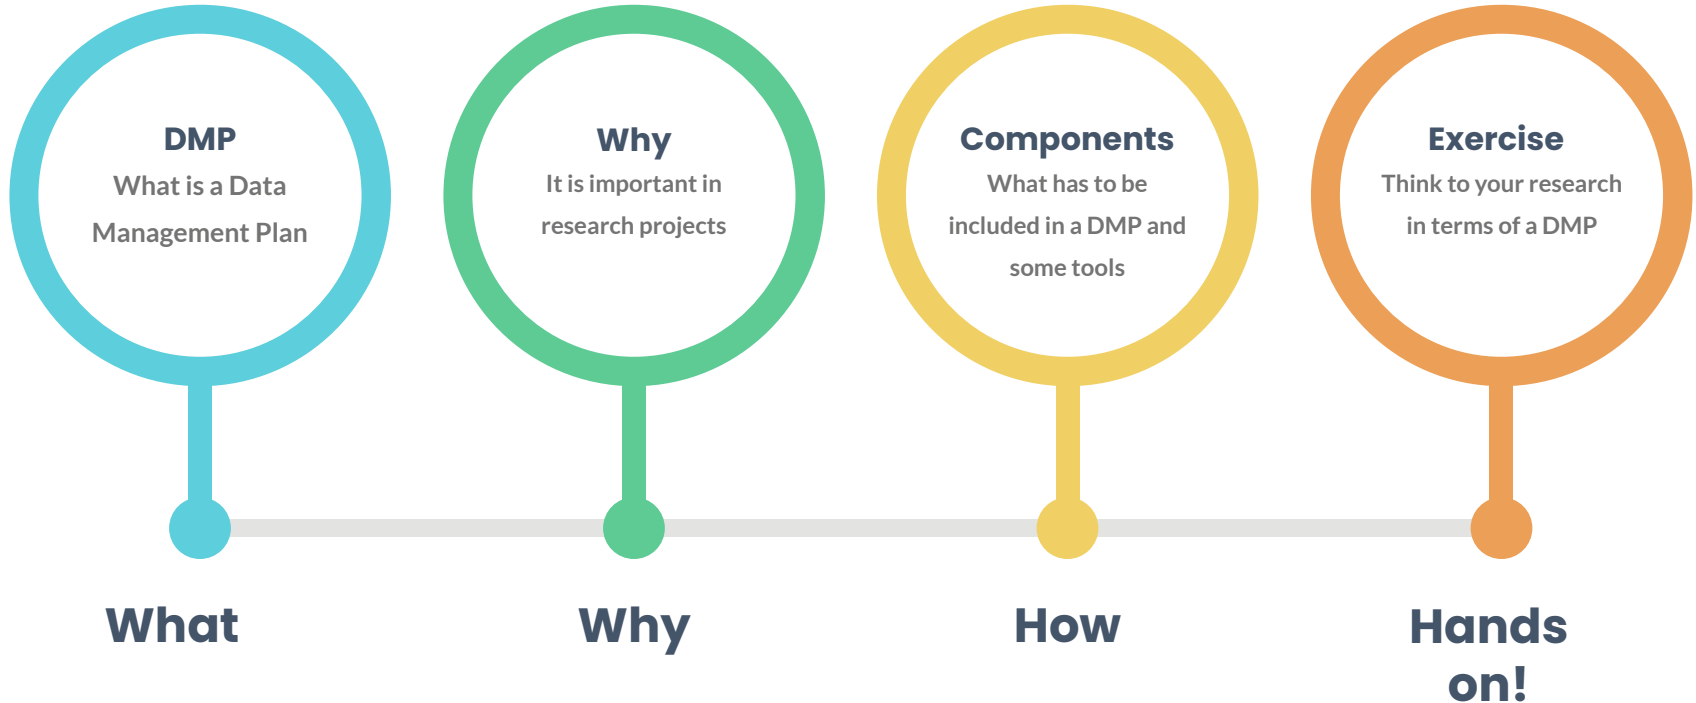 DMP
What is a Data
Management Plan
Why
It is important in
research projects
Components
What has to be
included in a DMP and
some tools
Exercise
Think to your research
in terms of a DMP
What
Why
How
Hands
on!